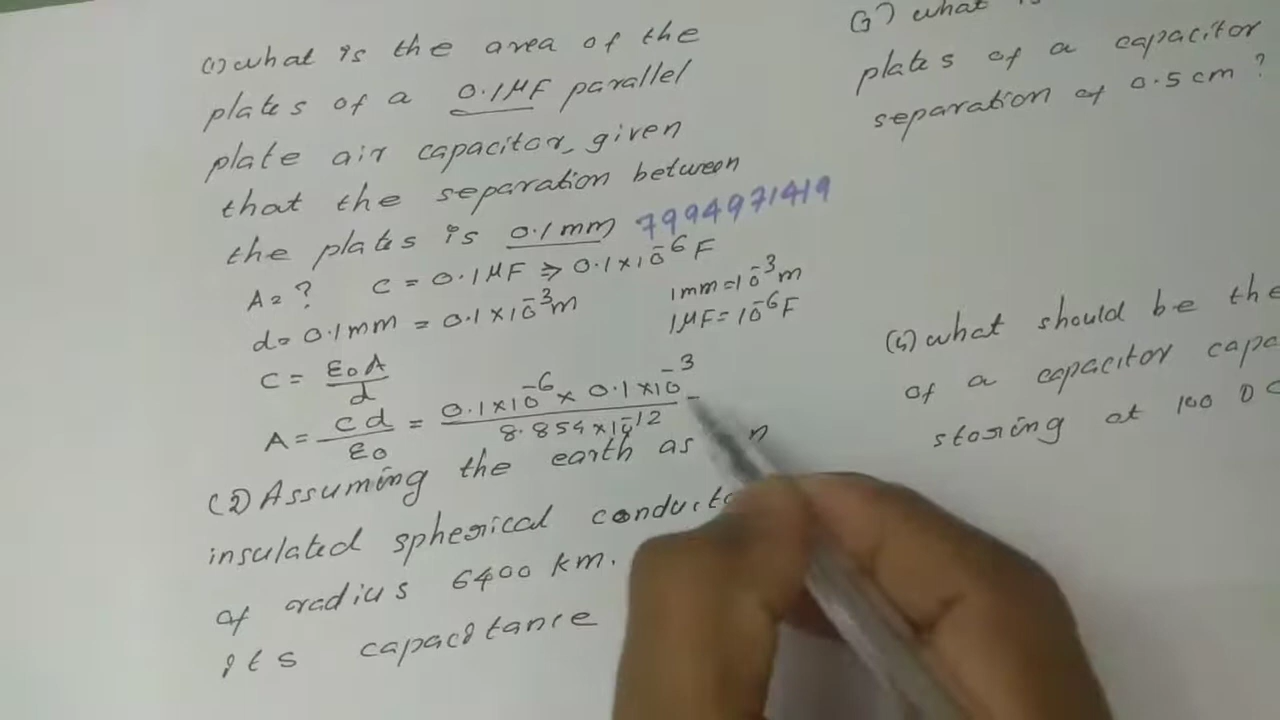 (1) what is the area of the
plates of a 0.1μF parallel
plate air capacitor, given
that the separation between
the plates is 0.1mm 7994971419
A = ? C = 0.1μF ⇒ 0.1×10⁻⁶F
d = 0.1mm = 0.1×10⁻³m 1mm=10⁻³m
1μF=10⁻⁶F
C = ε₀A/d
A = cd/ε₀ = 0.1×10⁻⁶ × 0.1×10⁻³ / 8.854×10⁻¹² -
(2) Assuming the earth as
insulated spherical
of radius 6400 km.
its capacitance
(3) what
plates of a capacitor
separation of 0.5cm ?
what should be the
of a capacitor
storing at 100